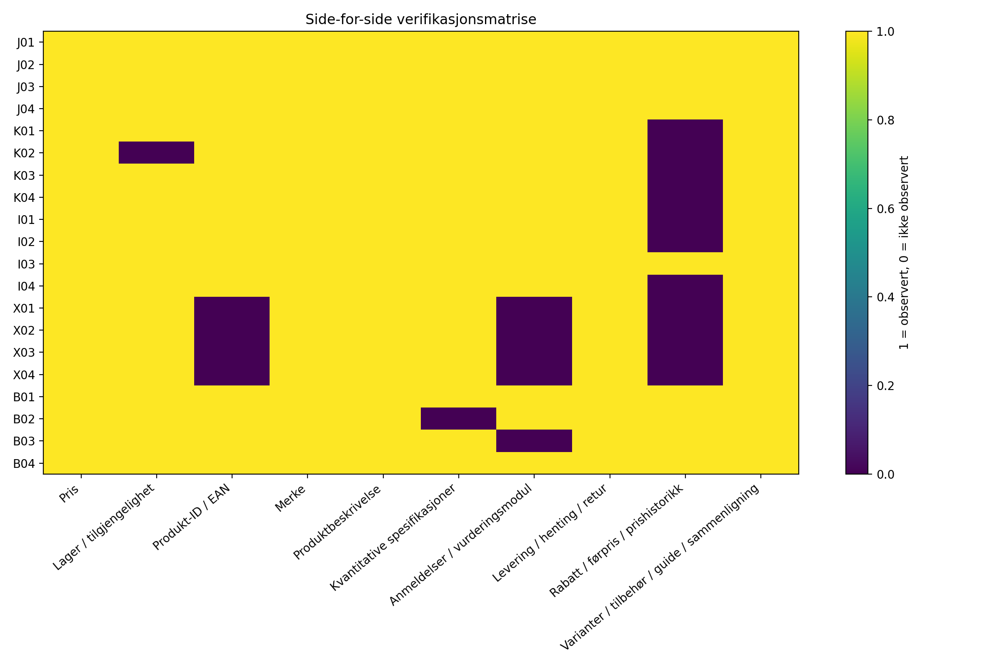 Side-for-side verifikasjonsmatrise
J01
J02
J03
J04
K01
K02
K03
K04
I01
I02
I03
I04
X01
X02
X03
X04
B01
B02
B03
B04
Pris
Lager / tilgjengelighet
Produkt-ID / EAN
Merke
Produktbeskrivelse
Kvantitative spesifikasjoner
Anmeldelser / vurderingsmodul
Levering / henting / retur
Rabatt / førpris / prishistorikk
Varianter / tilbehør / guide / sammenligning
1.0
0.8
0.6
0.4
0.2
0.0
1 = observert, 0 = ikke observert